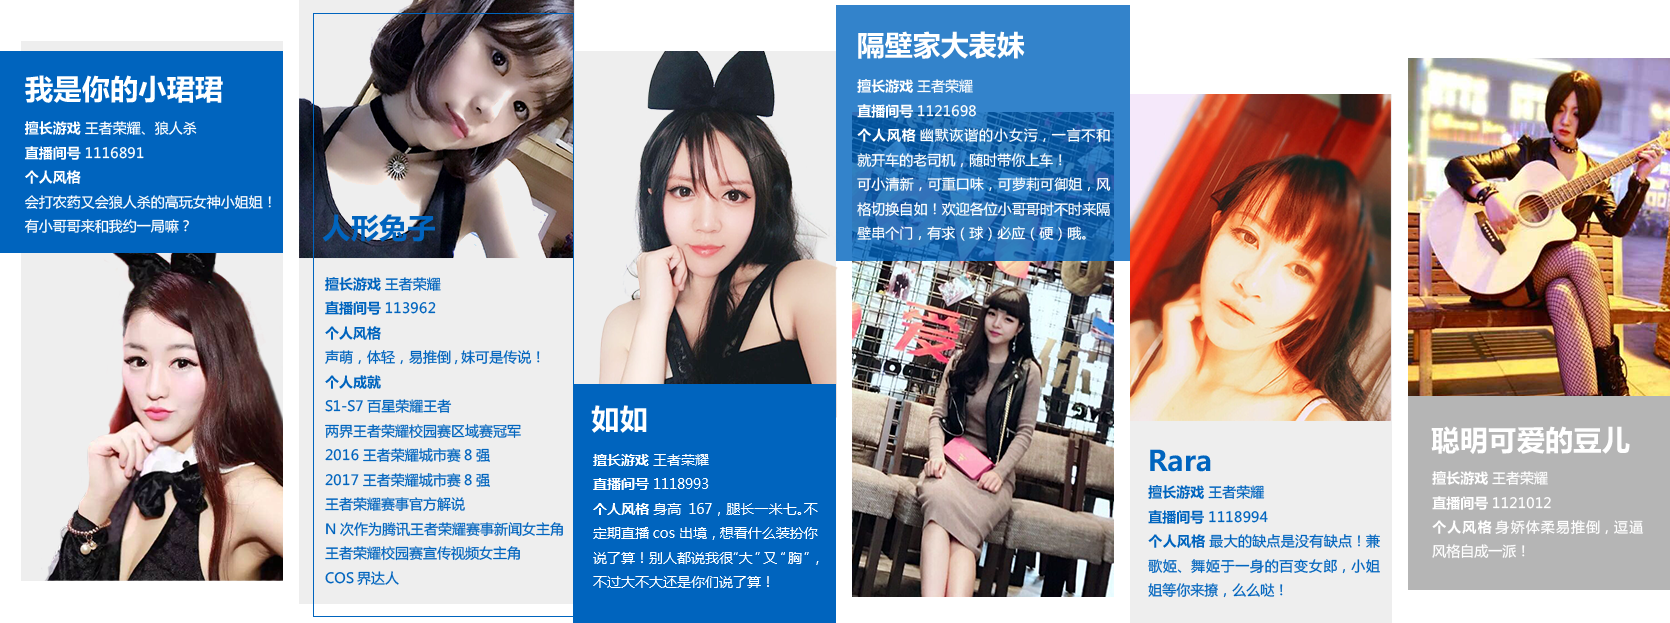 我是你的小珺珺
擅长游戏 王者荣耀、狼人杀
直播间号 1116891
个人风格
会打农药又会狼人杀的高玩女神小姐姐！
有小哥哥来和我约一局嘛？
人形兔子
擅长游戏 王者荣耀
直播间号 113962
个人风格
声萌，体轻，易推倒，妹可是传说！
个人成就
S1-S7 百星荣耀王者
两界王者荣耀校园赛区域赛冠军
2016 王者荣耀城市赛 8 强
2017 王者荣耀城市赛 8 强
王者荣耀赛事官方解说
N 次作为腾讯王者荣耀赛事新闻女主角
王者荣耀校园赛宣传视频女主角
COS 界达人
如如
擅长游戏 王者荣耀
直播间号 1118993
个人风格 身高 167，腿长一米七。不
定期直播 cos 出境，想看什么装扮你
说了算！别人都说我很“大”又“胸”，
不过大不大还是你们说了算！
隔壁家大表妹
擅长游戏 王者荣耀
直播间号 1121698
个人风格 幽默诙谐的小女污，一言不和
就开车的老司机，随时带你上车！
可小清新，可重口味，可萝莉可御姐，风
格切换自如！欢迎各位小哥哥时不时来隔
壁串个门，有求（球）必应（硬）哦。
爱
Rara
擅长游戏 王者荣耀
直播间号 1118994
个人风格 最大的缺点是没有缺点！兼
歌姬、舞姬于一身的百变女郎，小姐
姐等你来撩，么么哒！
聪明可爱的豆儿
擅长游戏 王者荣耀
直播间号 1121012
个人风格 身娇体柔易推倒，逗逼
风格自成一派！